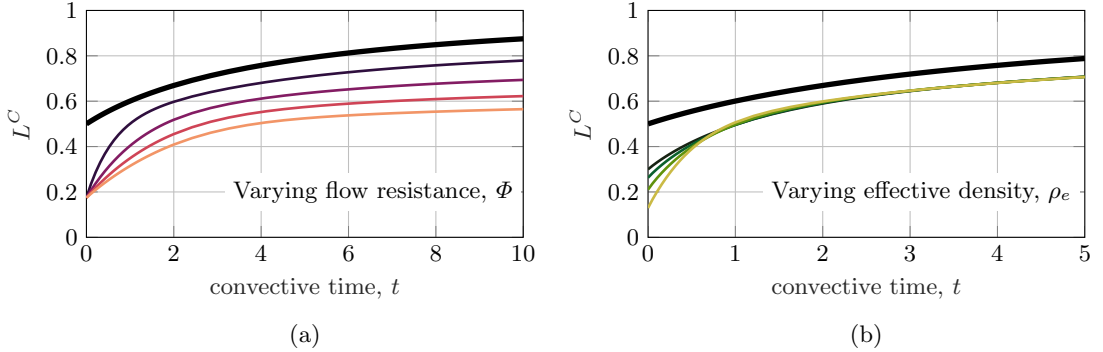 1
0.8
0.6
0.4
0.2
0
L^C
Varying flow resistance, Φ
0 2 4 6 8 10
convective time, t
(a)
1
0.8
0.6
0.4
0.2
0
L^C
Varying effective density, ρ_e
0 1 2 3 4 5
convective time, t
(b)